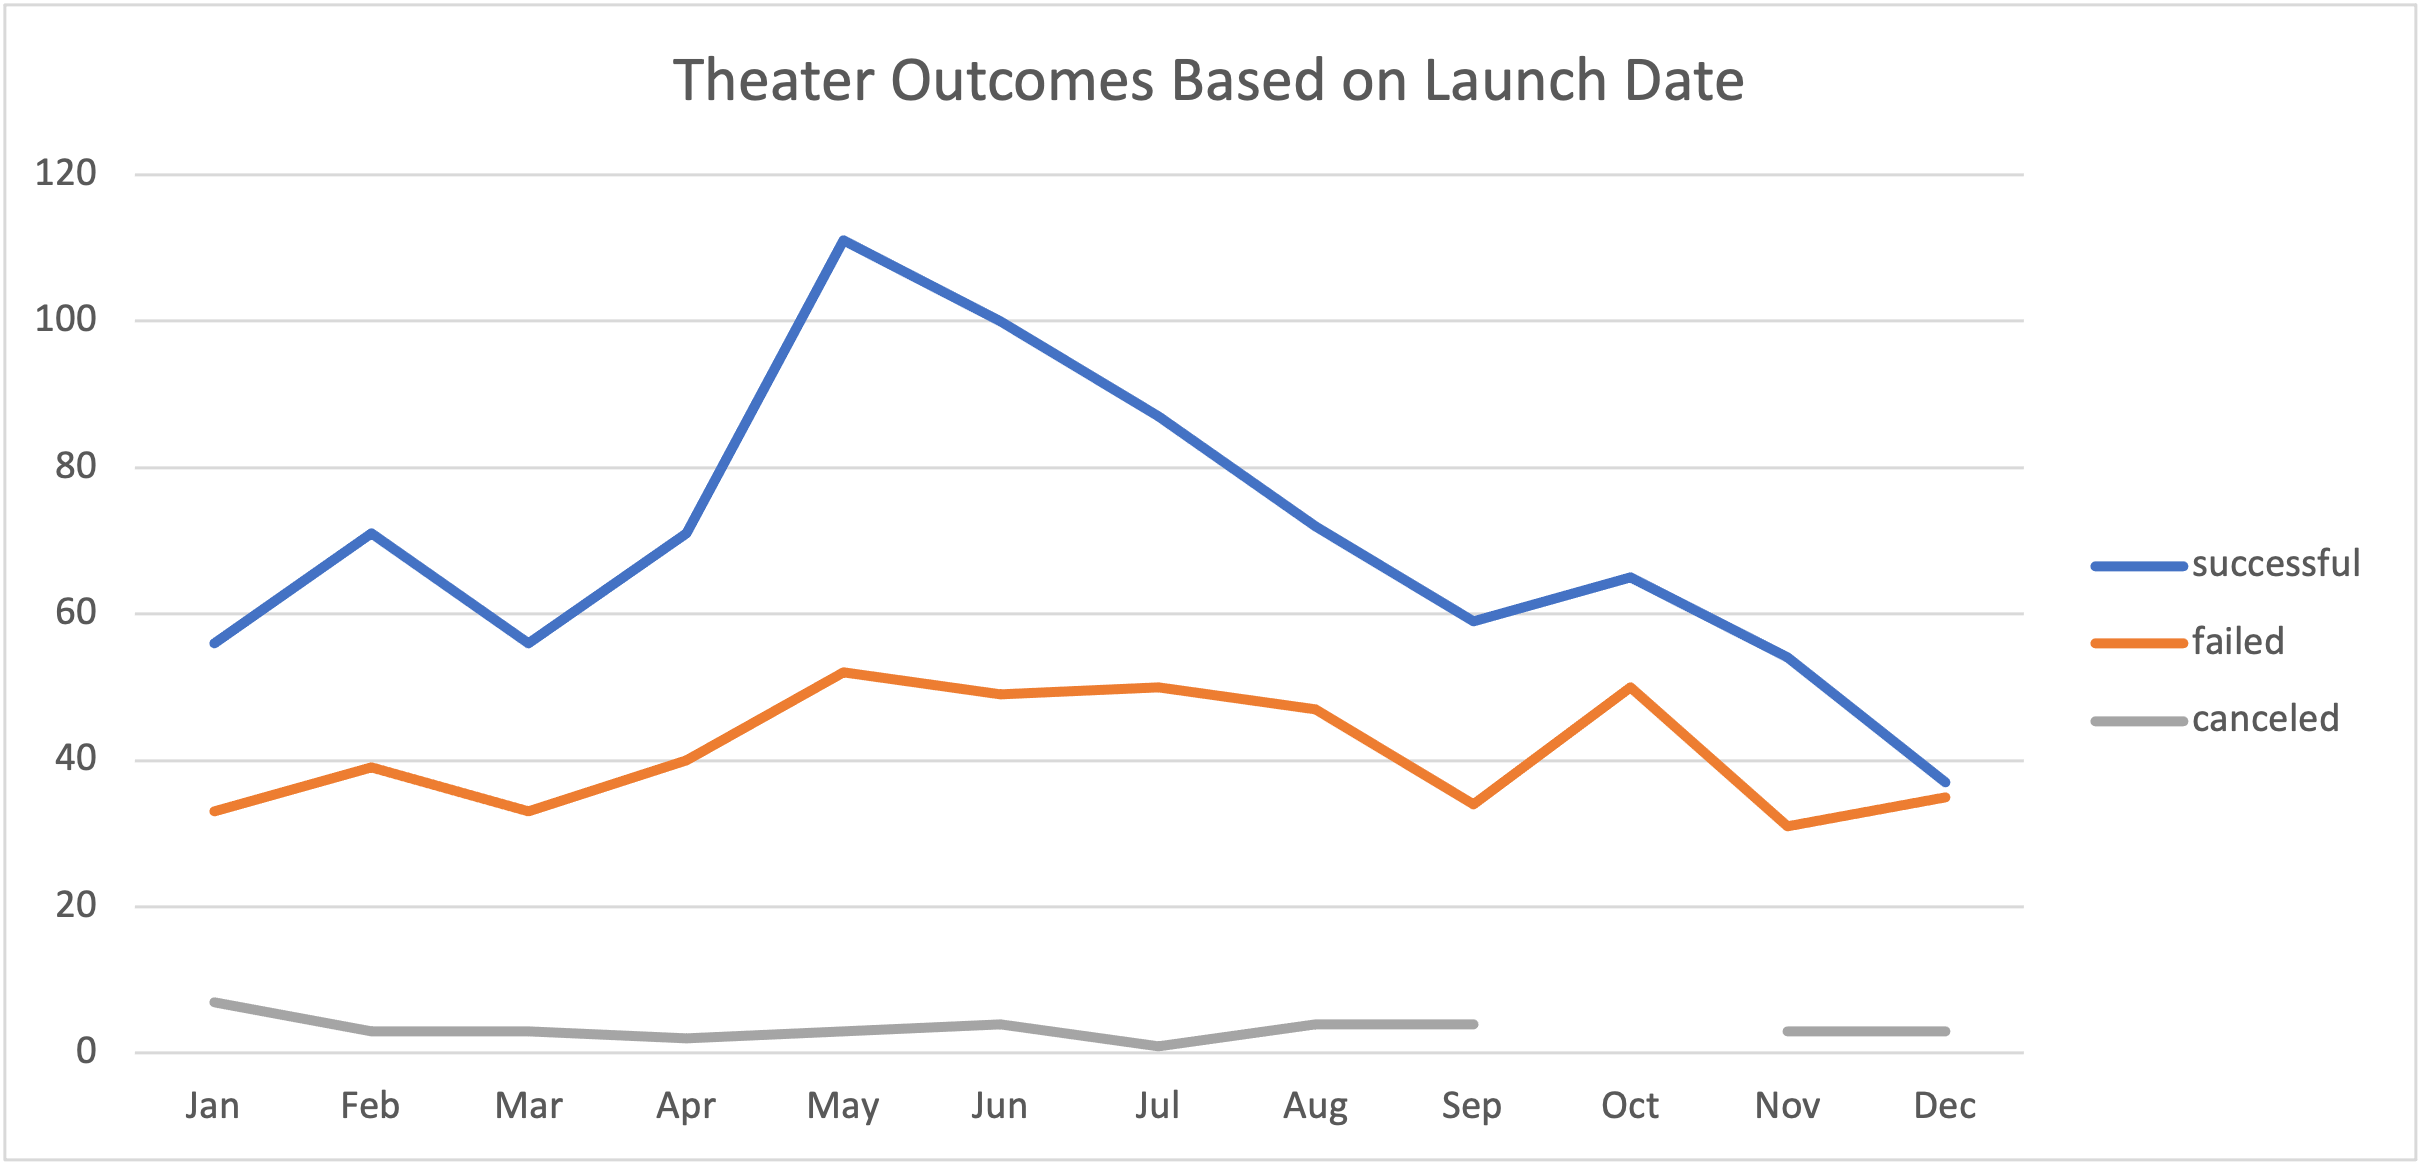 Theater Outcomes Based on Launch Date
120
100
80
60
40
20
0
Jan Feb Mar Apr May Jun Jul Aug Sep Oct Nov Dec
successful
failed
canceled